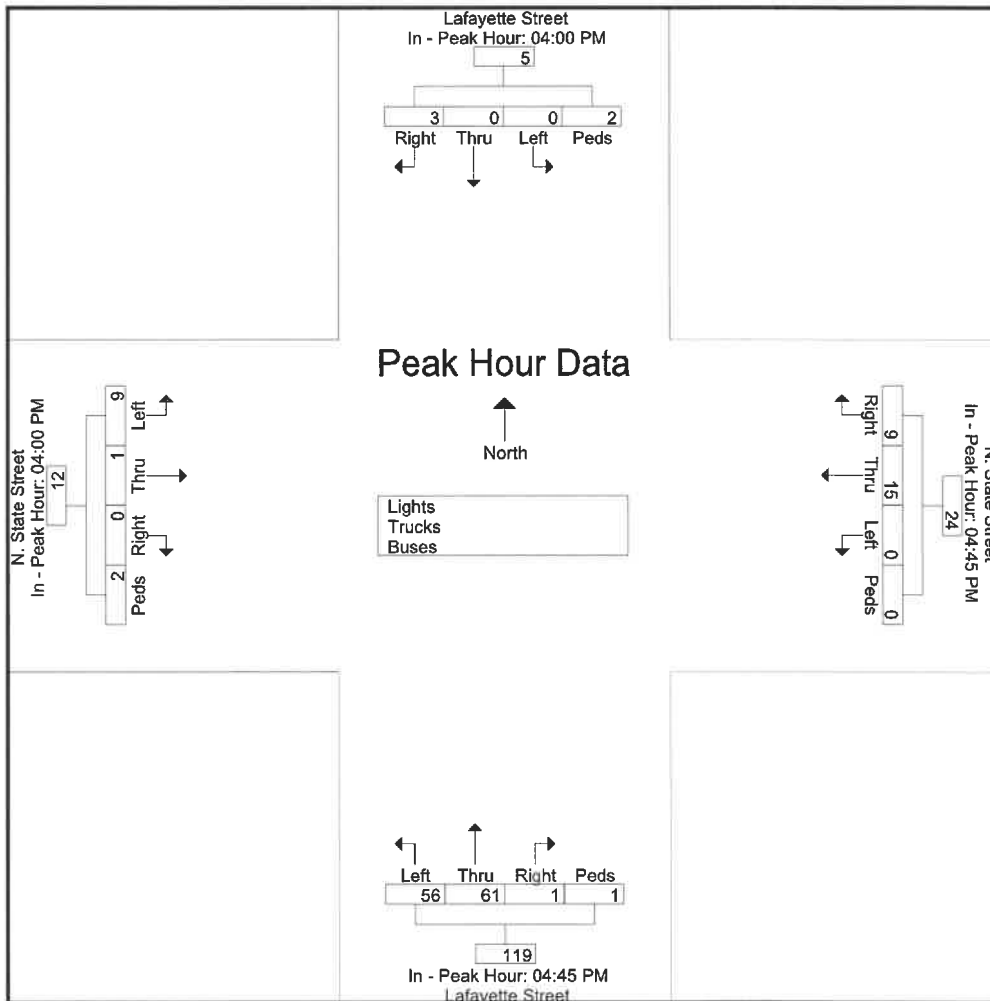 Lafayette Street
In - Peak Hour: 04:00 PM
5
3 0 0 2
Right Thru Left Peds
Peak Hour Data
North
Lights
Trucks
Buses
N. State Street
In - Peak Hour: 04:00 PM
12
9 1 0 2
Left Thru Right Peds
N. State Street
In - Peak Hour: 04:45 PM
24
9 15 0 0
Right Thru Left Peds
Left Thru Right Peds
56 61 1 1
119
In - Peak Hour: 04:45 PM
Lafayette Street